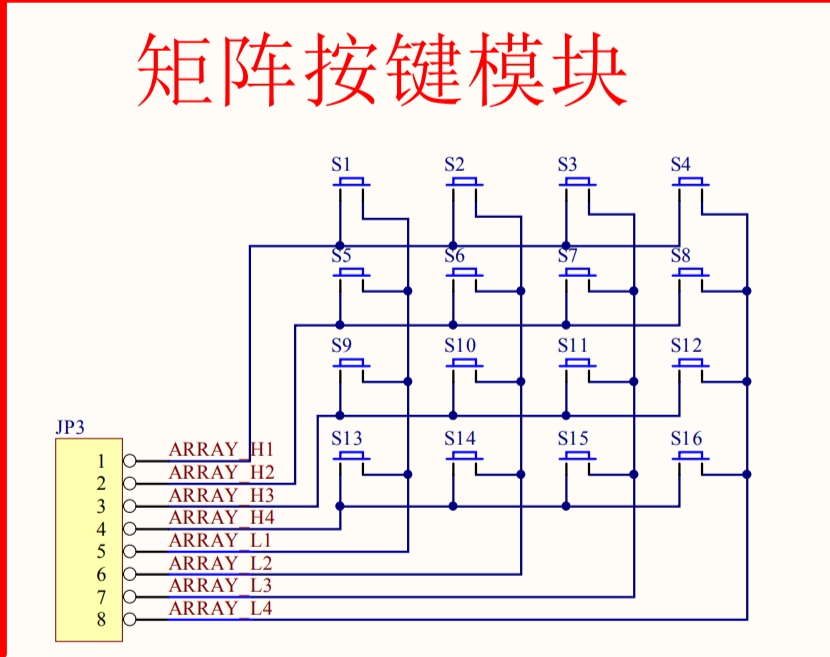 矩阵按键模块
S1 S2 S3 S4
S5 S6 S7 S8
S9 S10 S11 S12
S13 S14 S15 S16
JP3
1 ARRAY_H1
2 ARRAY_H2
3 ARRAY_H3
4 ARRAY_H4
5 ARRAY_L1
6 ARRAY_L2
7 ARRAY_L3
8 ARRAY_L4